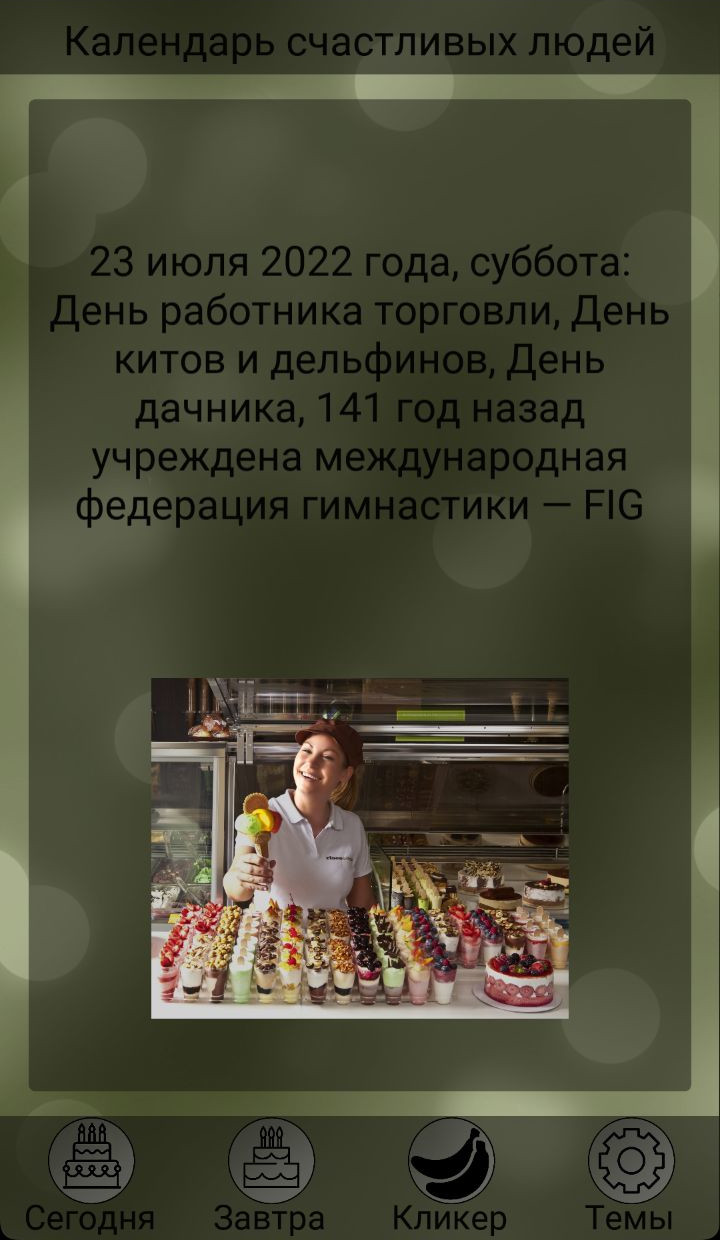 Календарь счастливых людей
23 июля 2022 года, суббота:
День работника торговли, День
китов и дельфинов, День
дачника, 141 год назад
учреждена международная
федерация гимнастики — FIG
Сегодня
Завтра
Кликер
Темы